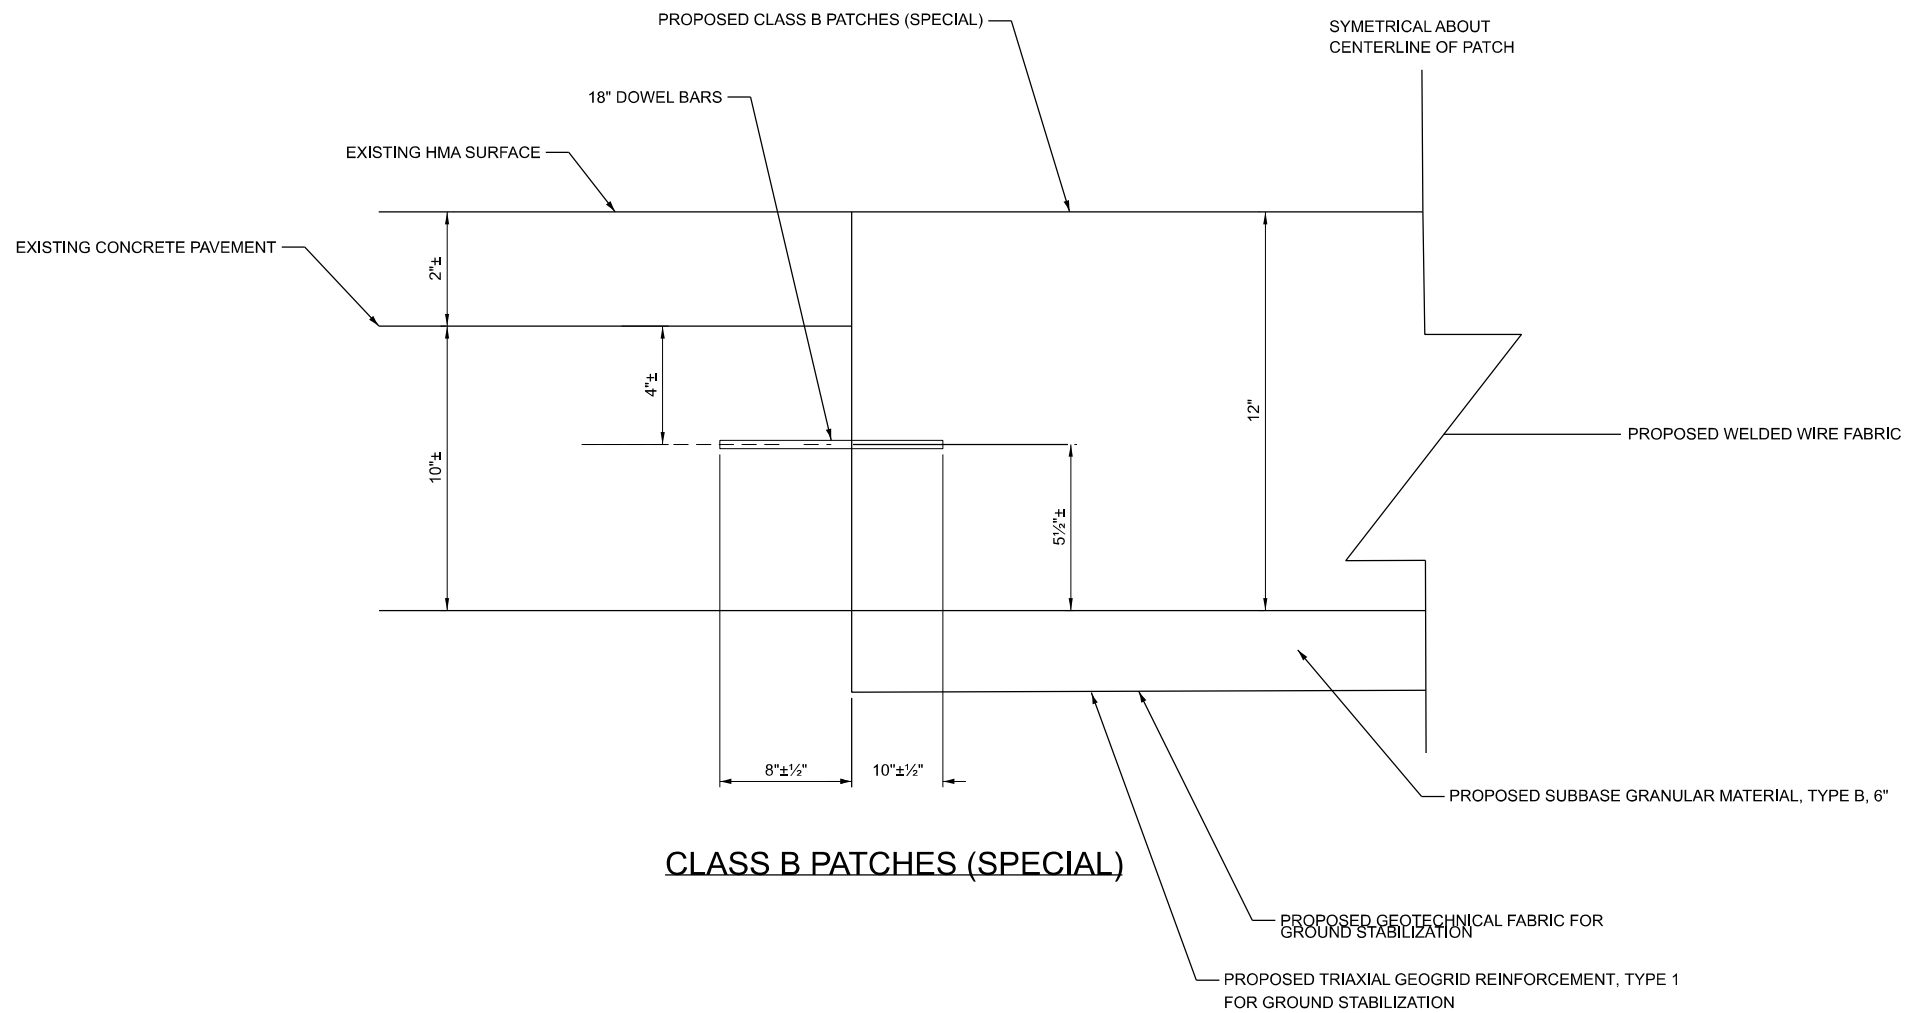 PROPOSED CLASS B PATCHES (SPECIAL)
SYMETRICAL ABOUT
CENTERLINE OF PATCH
18" DOWEL BARS
EXISTING HMA SURFACE
EXISTING CONCRETE PAVEMENT
2"±
4"±
10"±
12"
PROPOSED WELDED WIRE FABRIC
5½"±
8"±½"
10"±½"
PROPOSED SUBBASE GRANULAR MATERIAL, TYPE B, 6"
CLASS B PATCHES (SPECIAL)
PROPOSED GEOTECHNICAL FABRIC FOR
GROUND STABILIZATION
PROPOSED TRIAXIAL GEOGRID REINFORCEMENT, TYPE 1
FOR GROUND STABILIZATION